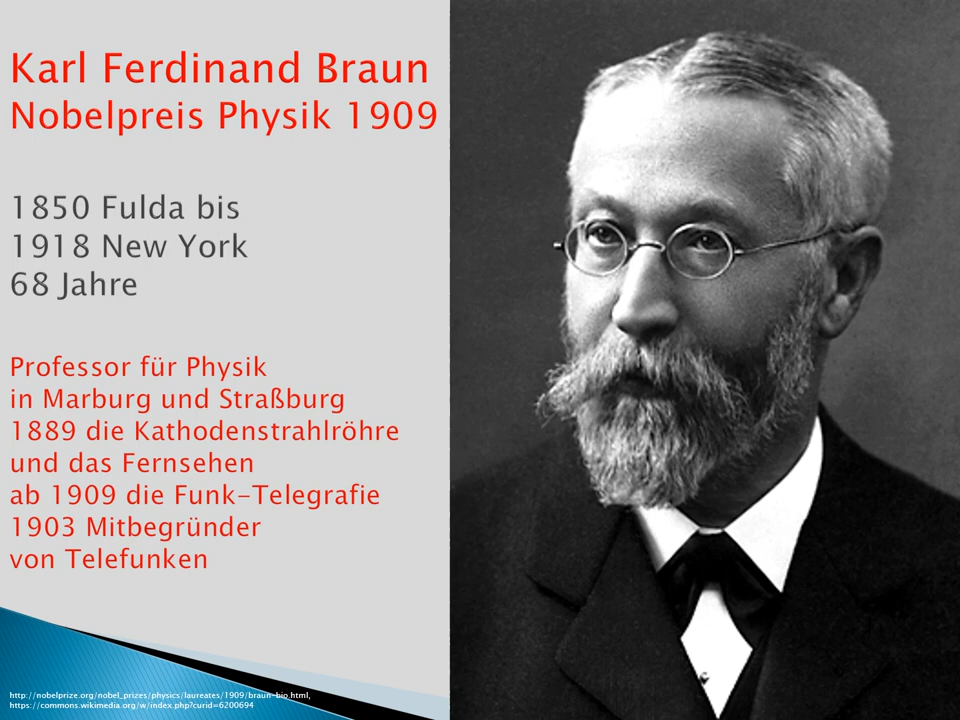 Karl Ferdinand Braun
Nobelpreis Physik 1909
1850 Fulda bis
1918 New York
68 Jahre
Professor für Physik
in Marburg und Straßburg
1889 die Kathodenstrahlröhre
und das Fernsehen
ab 1909 die Funk-Telegrafie
1903 Mitbegründer
von Telefunken
http://nobelprize.org/nobel_prizes/physics/laureates/1909/braun-bio.html,
https://commons.wikimedia.org/w/index.php?curid=6200694